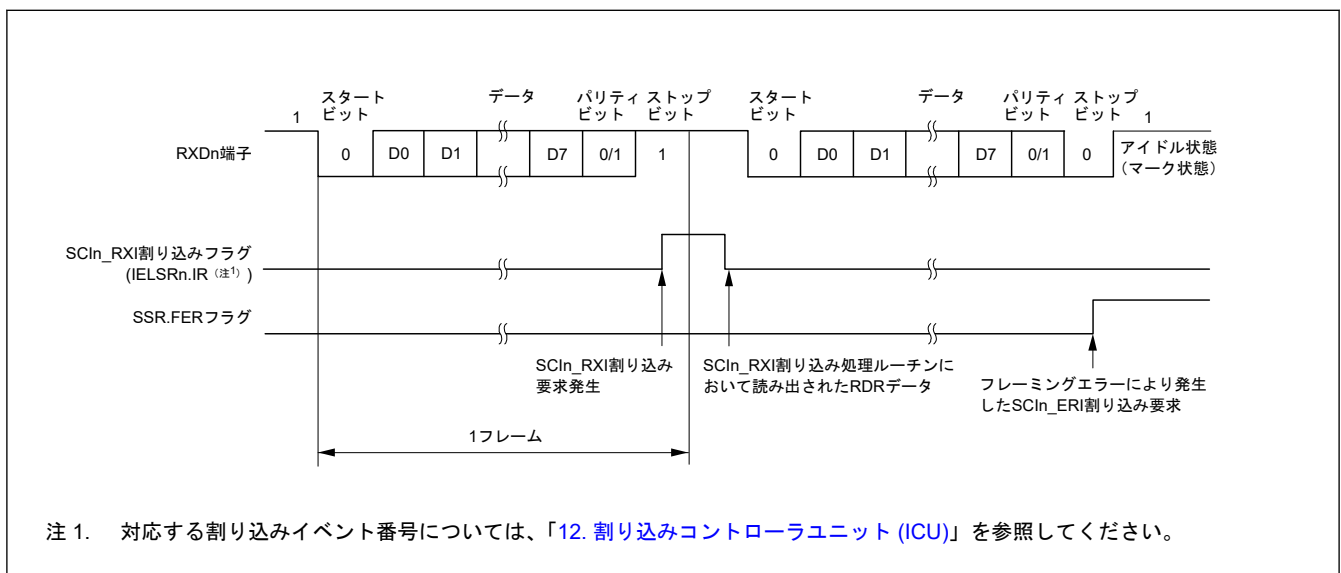 スタート
ビット
データ
パリティ
ビット
ストップ
ビット
スタート
ビット
データ
パリティ
ビット
ストップ
ビット
1
1
RXDn端子
0 D0 D1 D7 0/1 1 0 D0 D1 D7 0/1 0
アイドル状態
(マーク状態)
SCIn_RXI割り込みフラグ
(IELSRn.IR (注1) )
SSR.FERフラグ
SCIn_RXI割り込み
要求発生
SCIn_RXI割り込み処理ルーチンに
おいて読み出されたRDRデータ
フレーミングエラーにより発生
したSCIn_ERI割り込み要求
1フレーム
注 1. 対応する割り込みイベント番号については、「12. 割り込みコントローラユニット (ICU)」を参照してください。